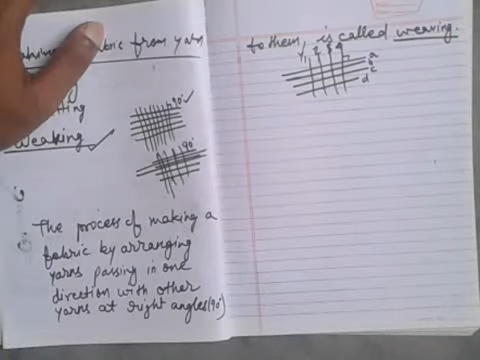 fabric from yarn
Weaking
90°
90°
The process of making a
fabric by arranging
yarns passing in one
direction with other
yarns at right angles (90°)
to them, is called weaving.
1 2 3 4
a
b
c
d